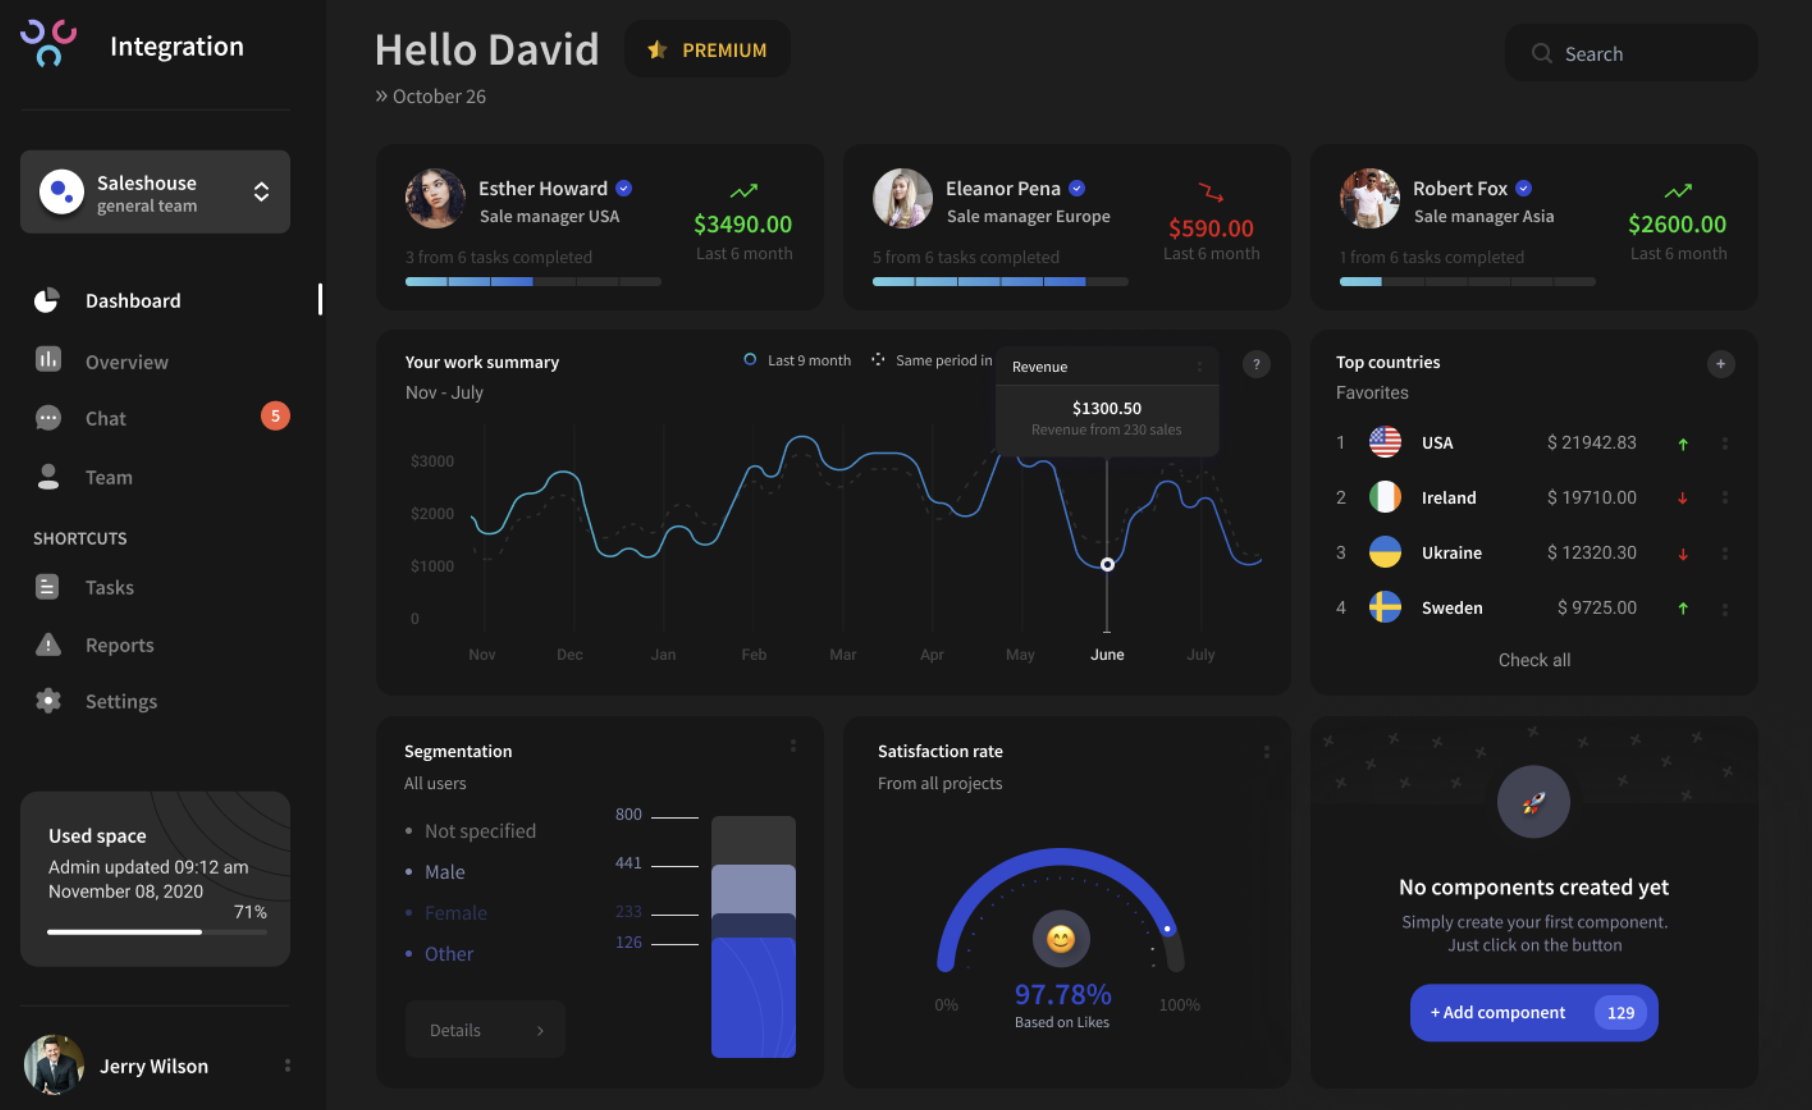 Integration
Saleshouse
general team
Dashboard
Overview
Chat
5
Team
SHORTCUTS
Tasks
Reports
Settings
Used space
Admin updated 09:12 am
November 08, 2020
71%
Jerry Wilson
Hello David
PREMIUM
» October 26
Search
Esther Howard
Sale manager USA
$3490.00
Last 6 month
3 from 6 tasks completed
Eleanor Pena
Sale manager Europe
$590.00
Last 6 month
5 from 6 tasks completed
Robert Fox
Sale manager Asia
$2600.00
Last 6 month
1 from 6 tasks completed
Your work summary
Nov - July
Last 9 month
Same period in
?
Revenue
$1300.50
Revenue from 230 sales
$3000
$2000
$1000
0
Nov Dec Jan Feb Mar Apr May June July
Top countries
+
Favorites
1 USA $ 21942.83
2 Ireland $ 19710.00
3 Ukraine $ 12320.30
4 Sweden $ 9725.00
Check all
Segmentation
All users
• Not specified 800
• Male 441
• Female 233
• Other 126
Details
Satisfaction rate
From all projects
0%
97.78%
100%
Based on Likes
No components created yet
Simply create your first component.
Just click on the button
+ Add component 129